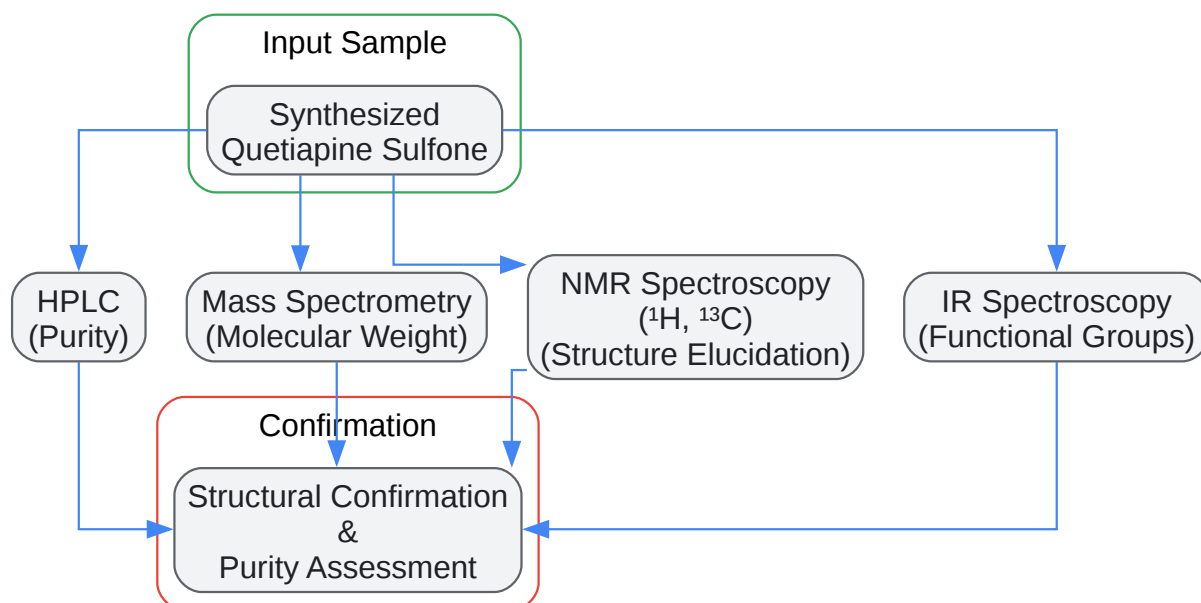 Input Sample
Synthesized
Quetiapine Sulfone
HPLC
(Purity)
Mass Spectrometry
(Molecular Weight)
NMR Spectroscopy
(¹H, ¹³C)
(Structure Elucidation)
IR Spectroscopy
(Functional Groups)
Confirmation
Structural Confirmation
&
Purity Assessment